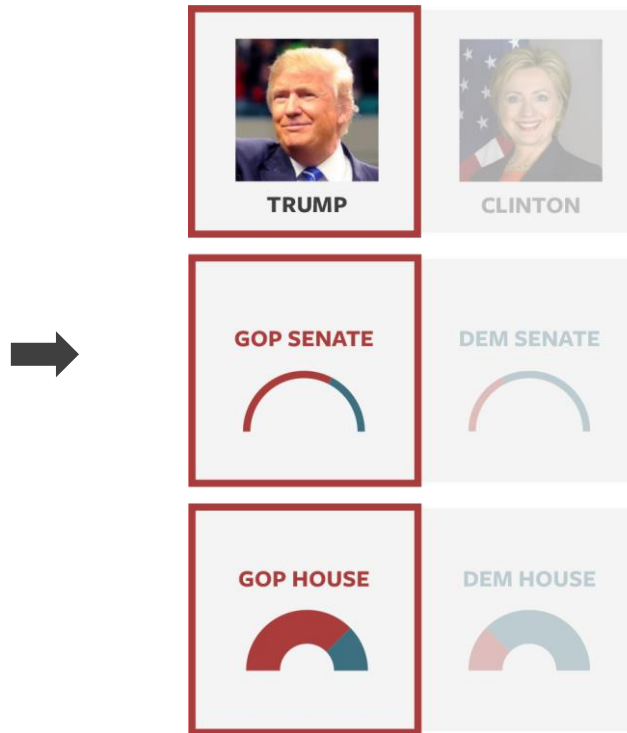 TRUMP
CLINTON
GOP SENATE
DEM SENATE
GOP HOUSE
DEM HOUSE